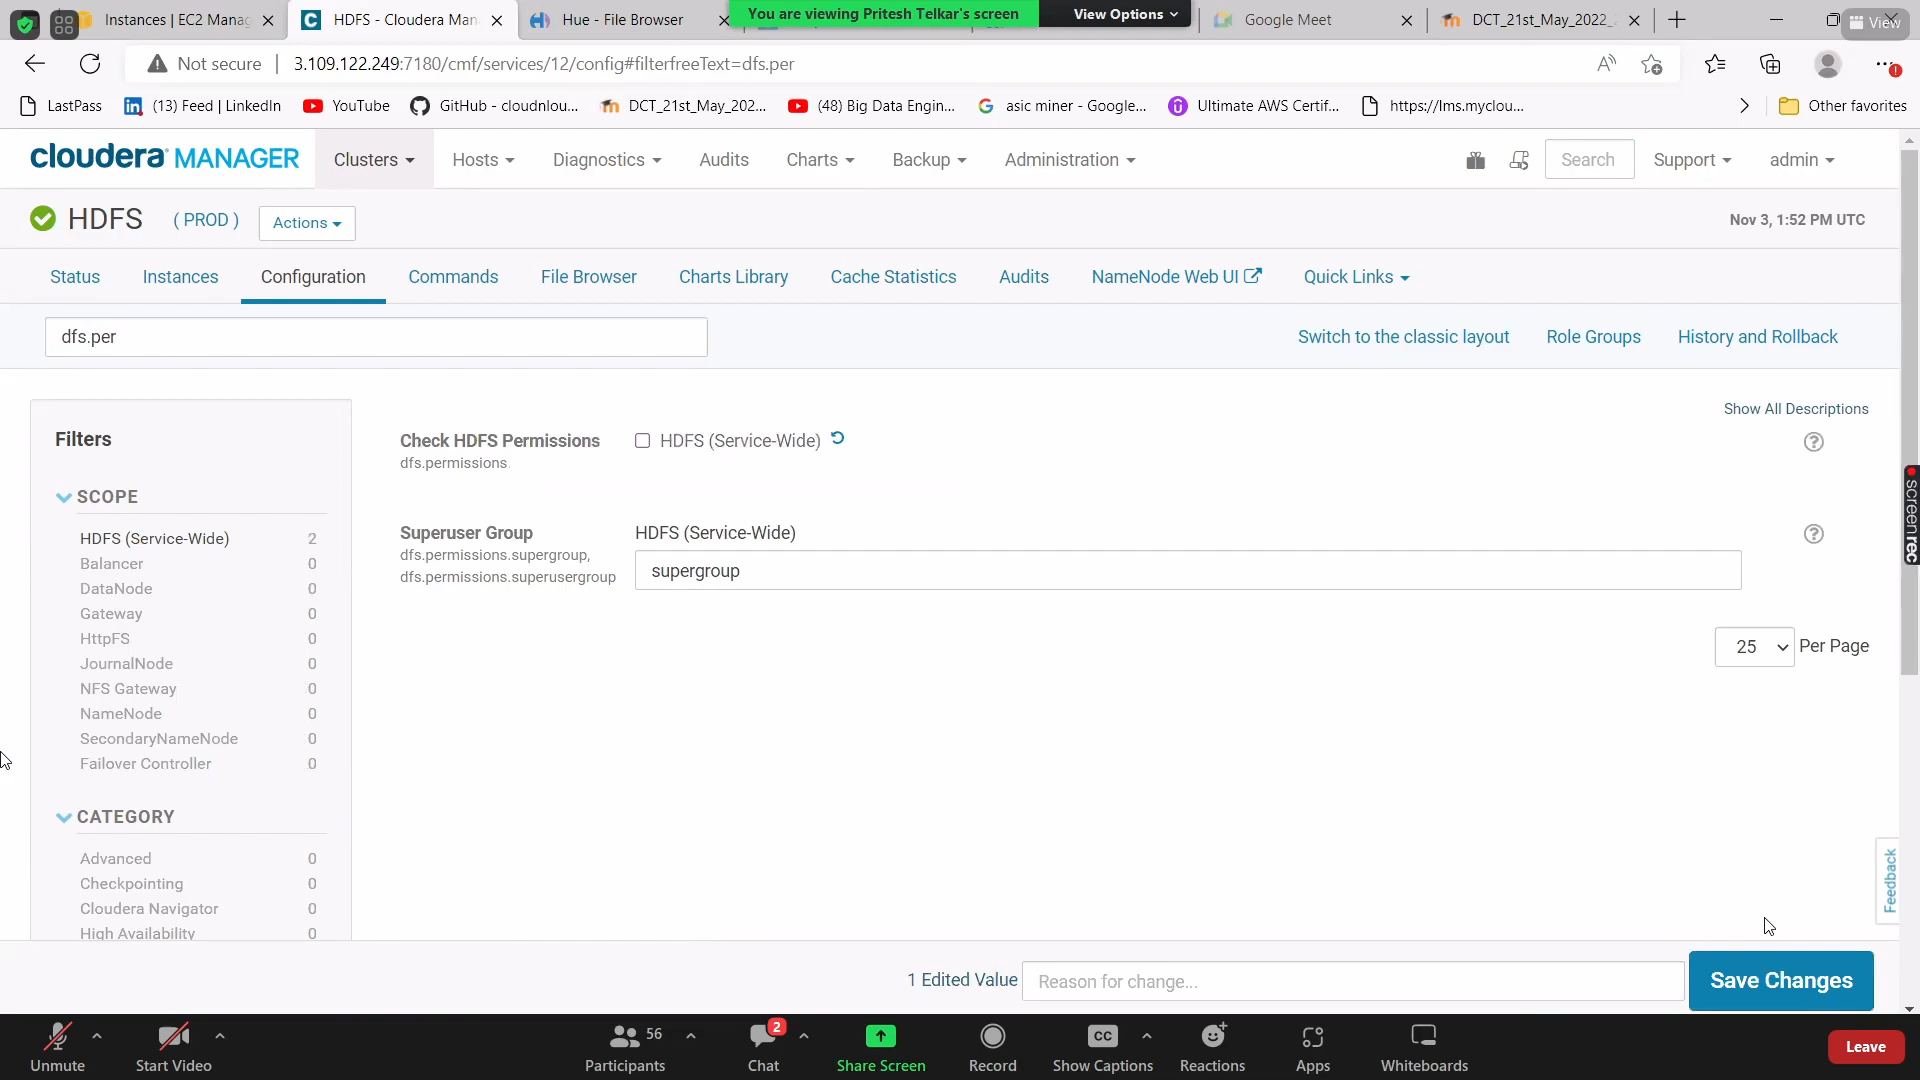 Instances | EC2 Manag
HDFS - Cloudera Man
Hue - File Browser
You are viewing Pritesh Telkar's screen
View Options
Google Meet
DCT_21st_May_2022_
View
Not secure
3.109.122.249:7180/cmf/services/12/config#filterfreeText=dfs.per
LastPass
(13) Feed | LinkedIn
YouTube
GitHub - cloudnlou...
DCT_21st_May_202...
(48) Big Data Engin...
asic miner - Google...
Ultimate AWS Certif...
https://lms.myclou...
Other favorites
cloudera MANAGER
Clusters
Hosts
Diagnostics
Audits
Charts
Backup
Administration
Search
Support
admin
HDFS
( PROD )
Actions
Nov 3, 1:52 PM UTC
Status
Instances
Configuration
Commands
File Browser
Charts Library
Cache Statistics
Audits
NameNode Web UI
Quick Links
dfs.per
Switch to the classic layout
Role Groups
History and Rollback
Show All Descriptions
Filters
SCOPE
HDFS (Service-Wide) 2
Balancer 0
DataNode 0
Gateway 0
HttpFS 0
JournalNode 0
NFS Gateway 0
NameNode 0
SecondaryNameNode 0
Failover Controller 0
CATEGORY
Advanced 0
Checkpointing 0
Cloudera Navigator 0
High Availability 0
Check HDFS Permissions
dfs.permissions
HDFS (Service-Wide)
Superuser Group
dfs.permissions.supergroup,
dfs.permissions.superusergroup
HDFS (Service-Wide)
supergroup
25
Per Page
screenrec
Feedback
1 Edited Value
Reason for change...
Save Changes
Unmute
Start Video
56
Participants
2
Chat
Share Screen
Record
CC
Show Captions
Reactions
Apps
Whiteboards
Leave